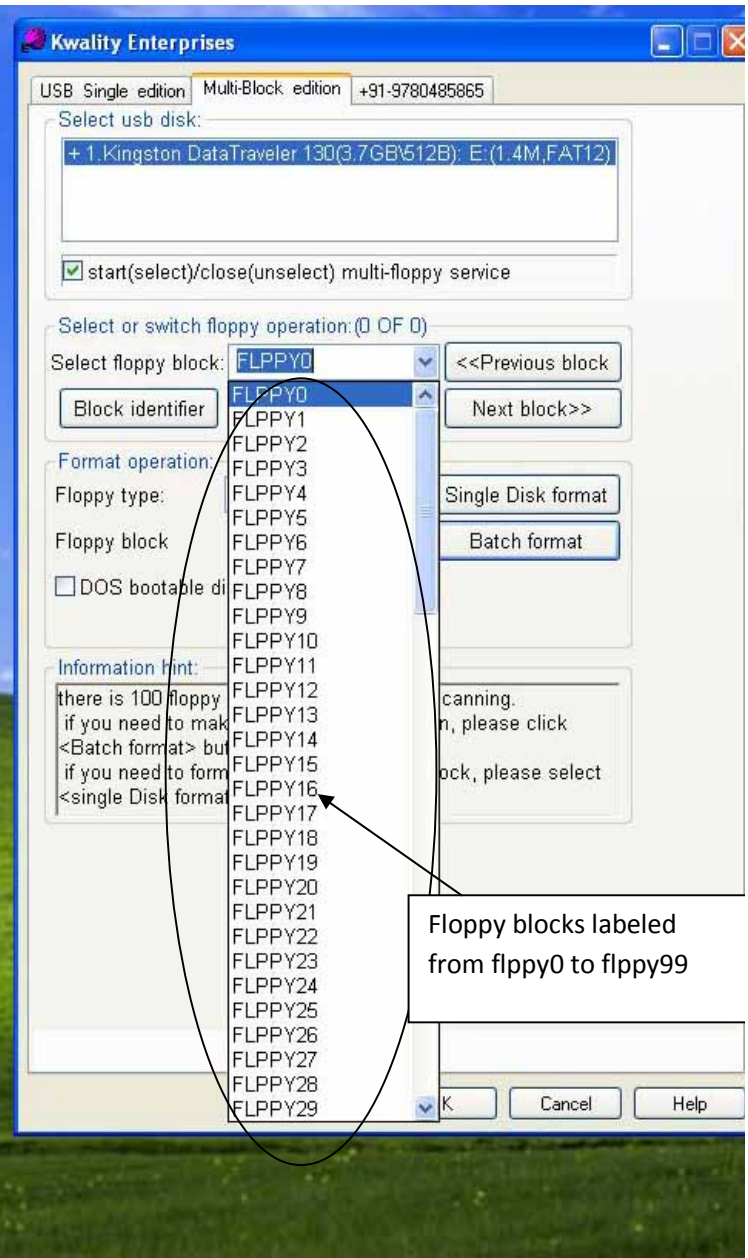 Kwality Enterprises
USB Single edition Multi-Block edition +91-9780485865
Select usb disk:
+ 1.Kingston DataTraveler 130(3.7GB\512B): E:(1.4M,FAT12)
start(select)/close(unselect) multi-floppy service
Select or switch floppy operation:(0 OF 0)
Select floppy block: FLPPY0 <<Previous block
Block identifier Next block>>
FLPPY0
FLPPY1
FLPPY2
FLPPY3
FLPPY4
FLPPY5
FLPPY6
FLPPY7
FLPPY8
FLPPY9
FLPPY10
FLPPY11
FLPPY12
FLPPY13
FLPPY14
FLPPY15
FLPPY16
FLPPY17
FLPPY18
FLPPY19
FLPPY20
FLPPY21
FLPPY22
FLPPY23
FLPPY24
FLPPY25
FLPPY26
FLPPY27
FLPPY28
FLPPY29
Format operation:
Floppy type: Single Disk format
Floppy block Batch format
DOS bootable di
Information hint:
there is 100 floppy canning.
if you need to mak n, please click
<Batch format> but
if you need to form ock, please select
<single Disk format
Floppy blocks labeled
from flppy0 to flppy99
K Cancel Help